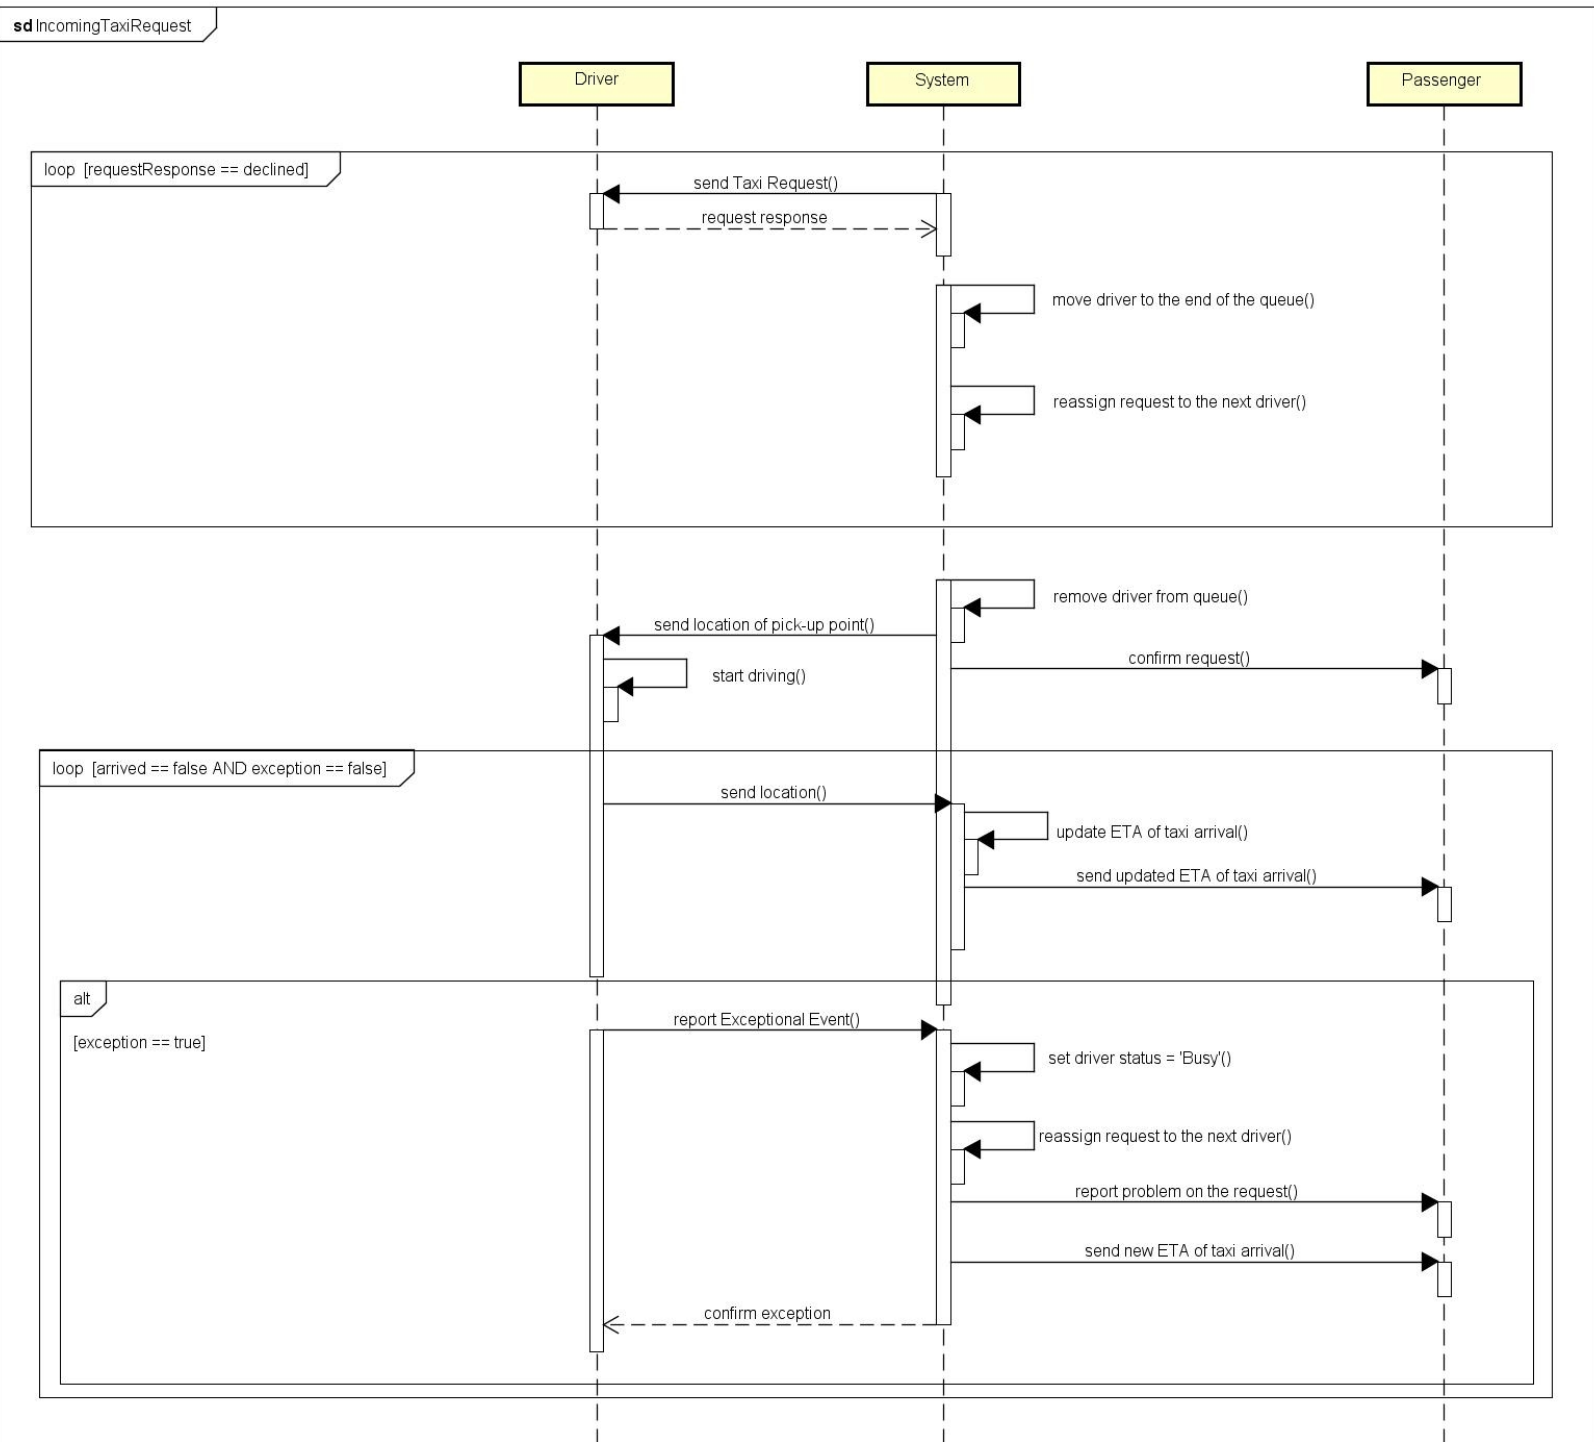 sd IncomingTaxiRequest
Driver
System
Passenger
loop [requestResponse == declined]
send Taxi Request()
request response
move driver to the end of the queue()
reassign request to the next driver()
remove driver from queue()
send location of pick-up point()
confirm request()
start driving()
loop [arrived == false AND exception == false]
send location()
update ETA of taxi arrival()
send updated ETA of taxi arrival()
alt
report Exceptional Event()
[exception == true]
set driver status = 'Busy'()
reassign request to the next driver()
report problem on the request()
send new ETA of taxi arrival()
confirm exception